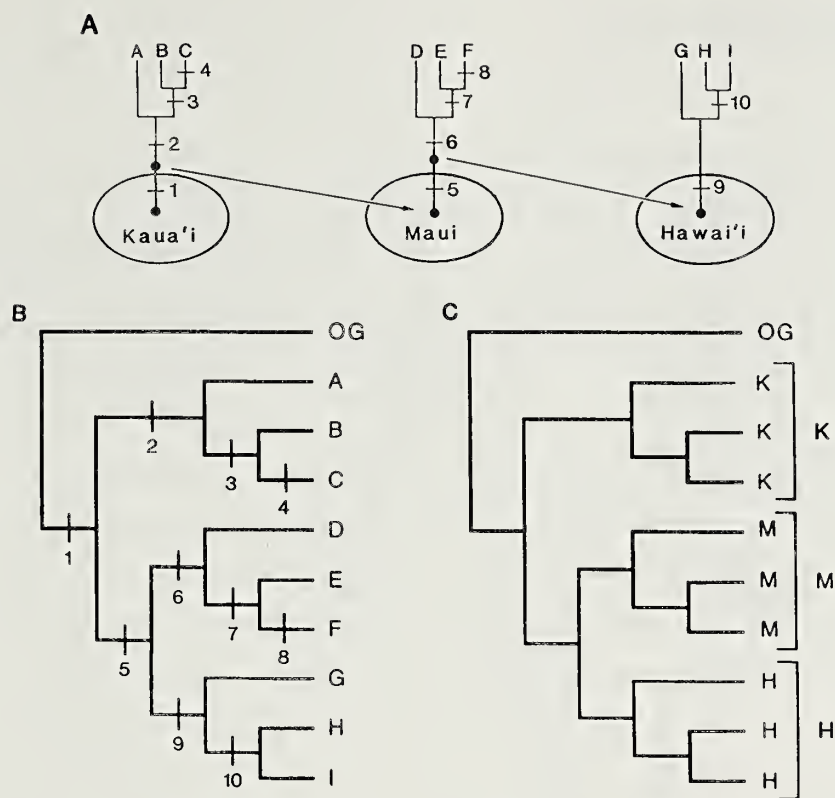 A
A B C
4
3
2
1
Kaua'i
D E F
8
7
6
5
Maui
G H I
10
9
Hawai'i
B
OG
A
B
C
D
E
F
G
H
I
1
2
3
4
5
6
7
8
9
10
C
OG
K
K
K
K
M
M
M
M
H
H
H
H